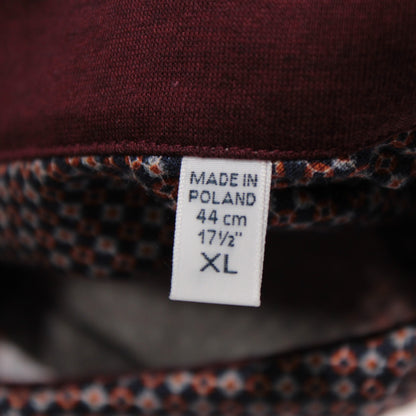 MADE IN
POLAND
44 cm
17½"
XL